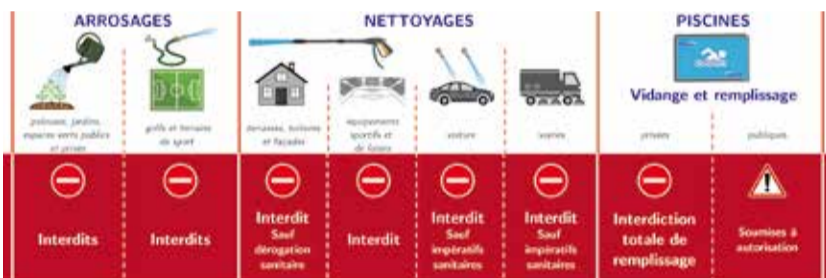 ARROSAGES
pelouses, jardins,
espaces verts publics
et privés
golfs et terrains
de sport
Interdits
Interdits
NETTOYAGES
terrasses, toitures
et façades
équipements
sportifs et
de loisirs
voiture
voiries
Interdit
Sauf
dérogation
sanitaire
Interdit
Interdit
Sauf
impératifs
sanitaires
Interdit
Sauf
impératifs
sanitaires
PISCINES
Vidange et remplissage
privées
publiques
Interdiction
totale de
remplissage
Soumises à
autorisation